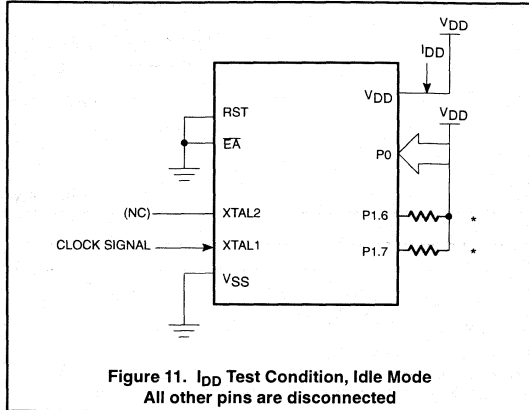 VDD
IDD
VDD
VDD
RST
EA
P0
(NC)
XTAL2
P1.6
*
CLOCK SIGNAL
XTAL1
P1.7
*
VSS
Figure 11. IDD Test Condition, Idle Mode
All other pins are disconnected